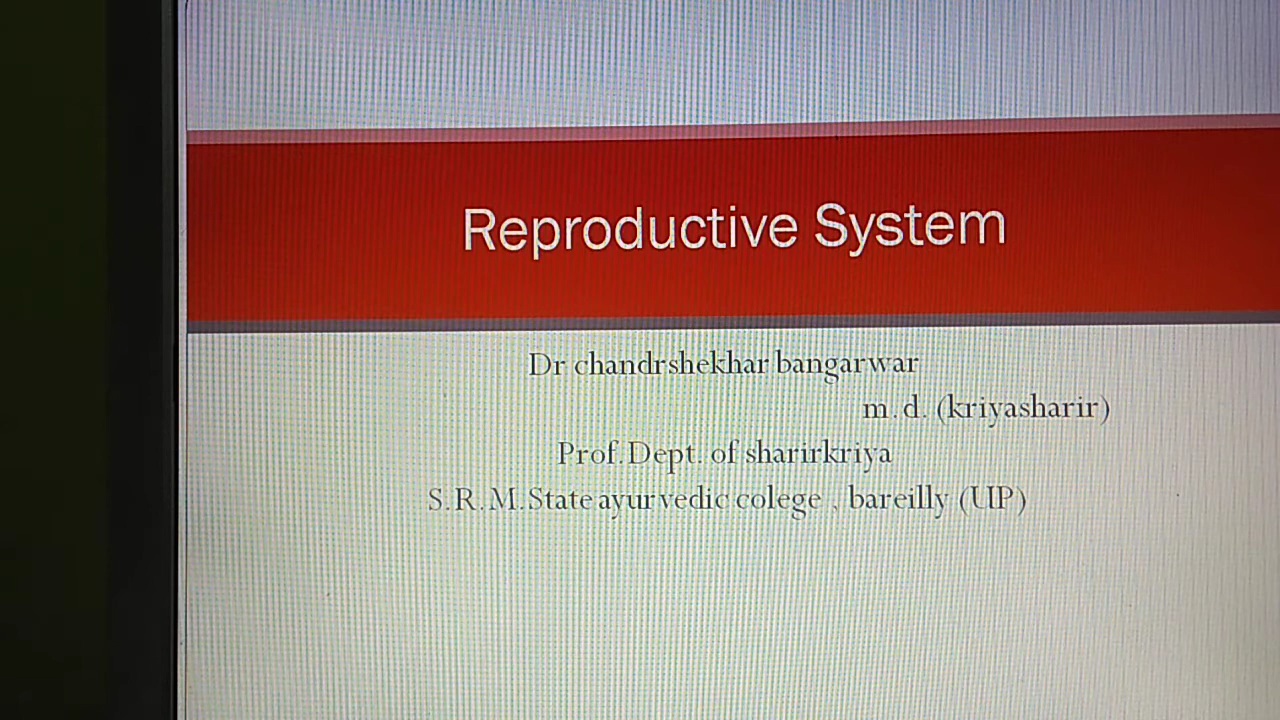 Reproductive System
Dr chandrshekhar bangarwar
m.d. (kriyasharir)
Prof.Dept. of sharirkriya
S.R.M.State ayurvedic colege , bareilly (UP)